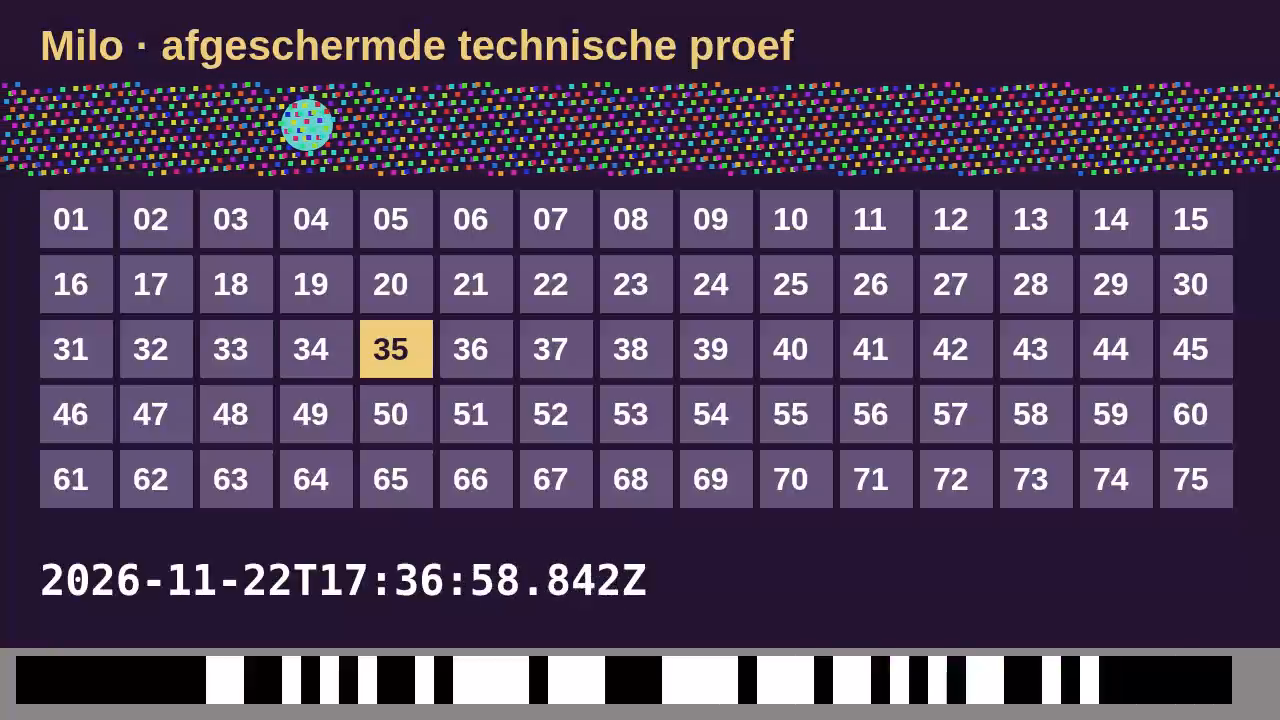 Milo · afgeschermde technische proef
01 02 03 04 05 06 07 08 09 10 11 12 13 14 15
16 17 18 19 20 21 22 23 24 25 26 27 28 29 30
31 32 33 34 35 36 37 38 39 40 41 42 43 44 45
46 47 48 49 50 51 52 53 54 55 56 57 58 59 60
61 62 63 64 65 66 67 68 69 70 71 72 73 74 75
2026-11-22T17:36:58.842Z